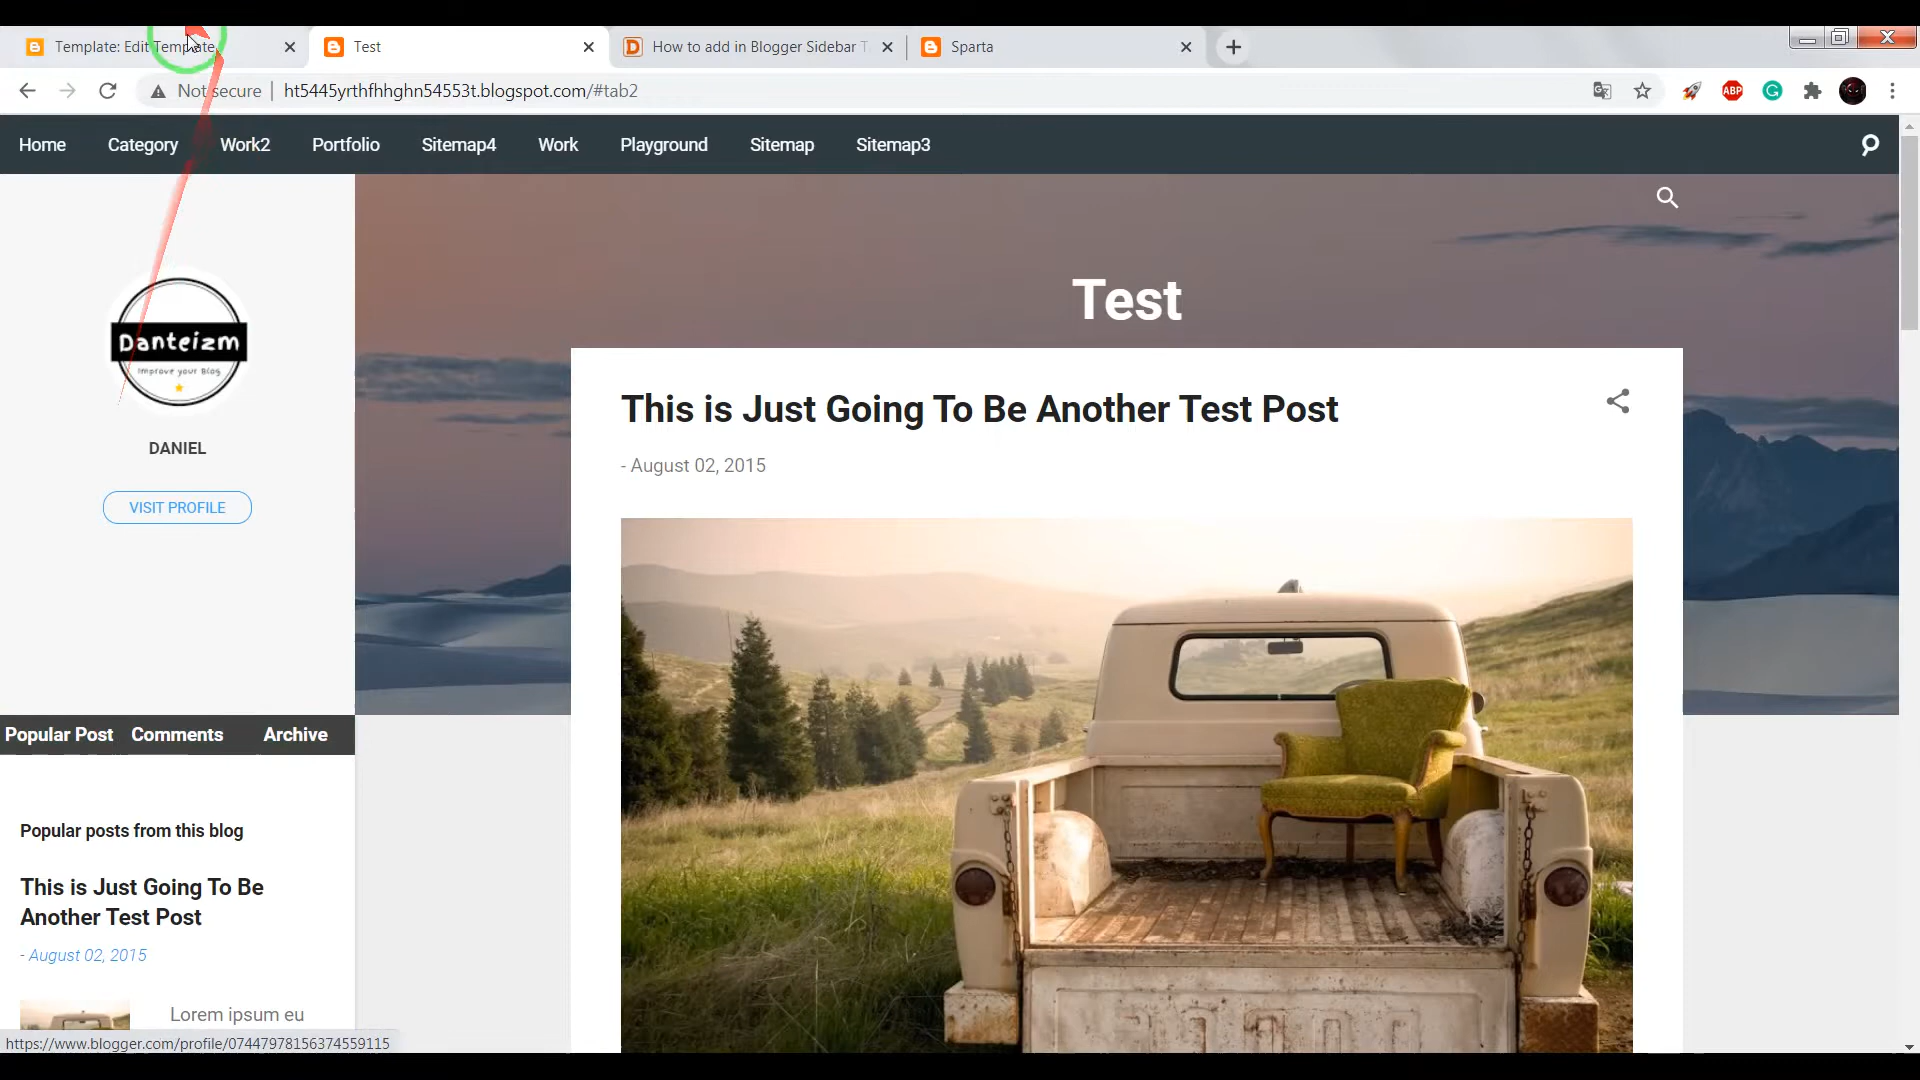 Template: Edit Template
Test
How to add in Blogger Sidebar T
Sparta
Not secure
ht5445yrthfhhghn54553t.blogspot.com/#tab2
ABP
Home
Category
Work2
Portfolio
Sitemap4
Work
Playground
Sitemap
Sitemap3
Test
Danteizm
Improve your Blog
DANIEL
VISIT PROFILE
This is Just Going To Be Another Test Post
- August 02, 2015
Popular Post
Comments
Archive
Popular posts from this blog
This is Just Going To Be
Another Test Post
- August 02, 2015
Lorem ipsum eu
https://www.blogger.com/profile/07447978156374559115